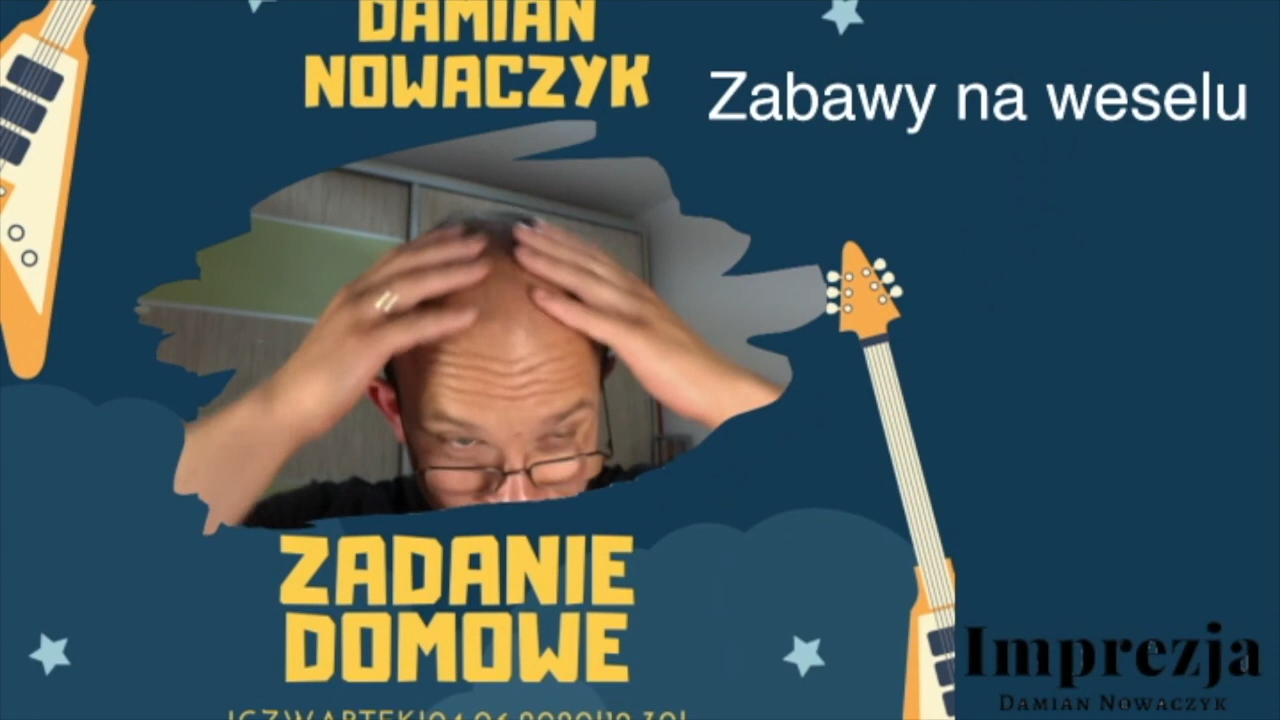 DAMIAN
NOWACZYK
Zabawy na weselu
ZADANIE
DOMOWE
Imprezja
DAMIAN NOWACZYK